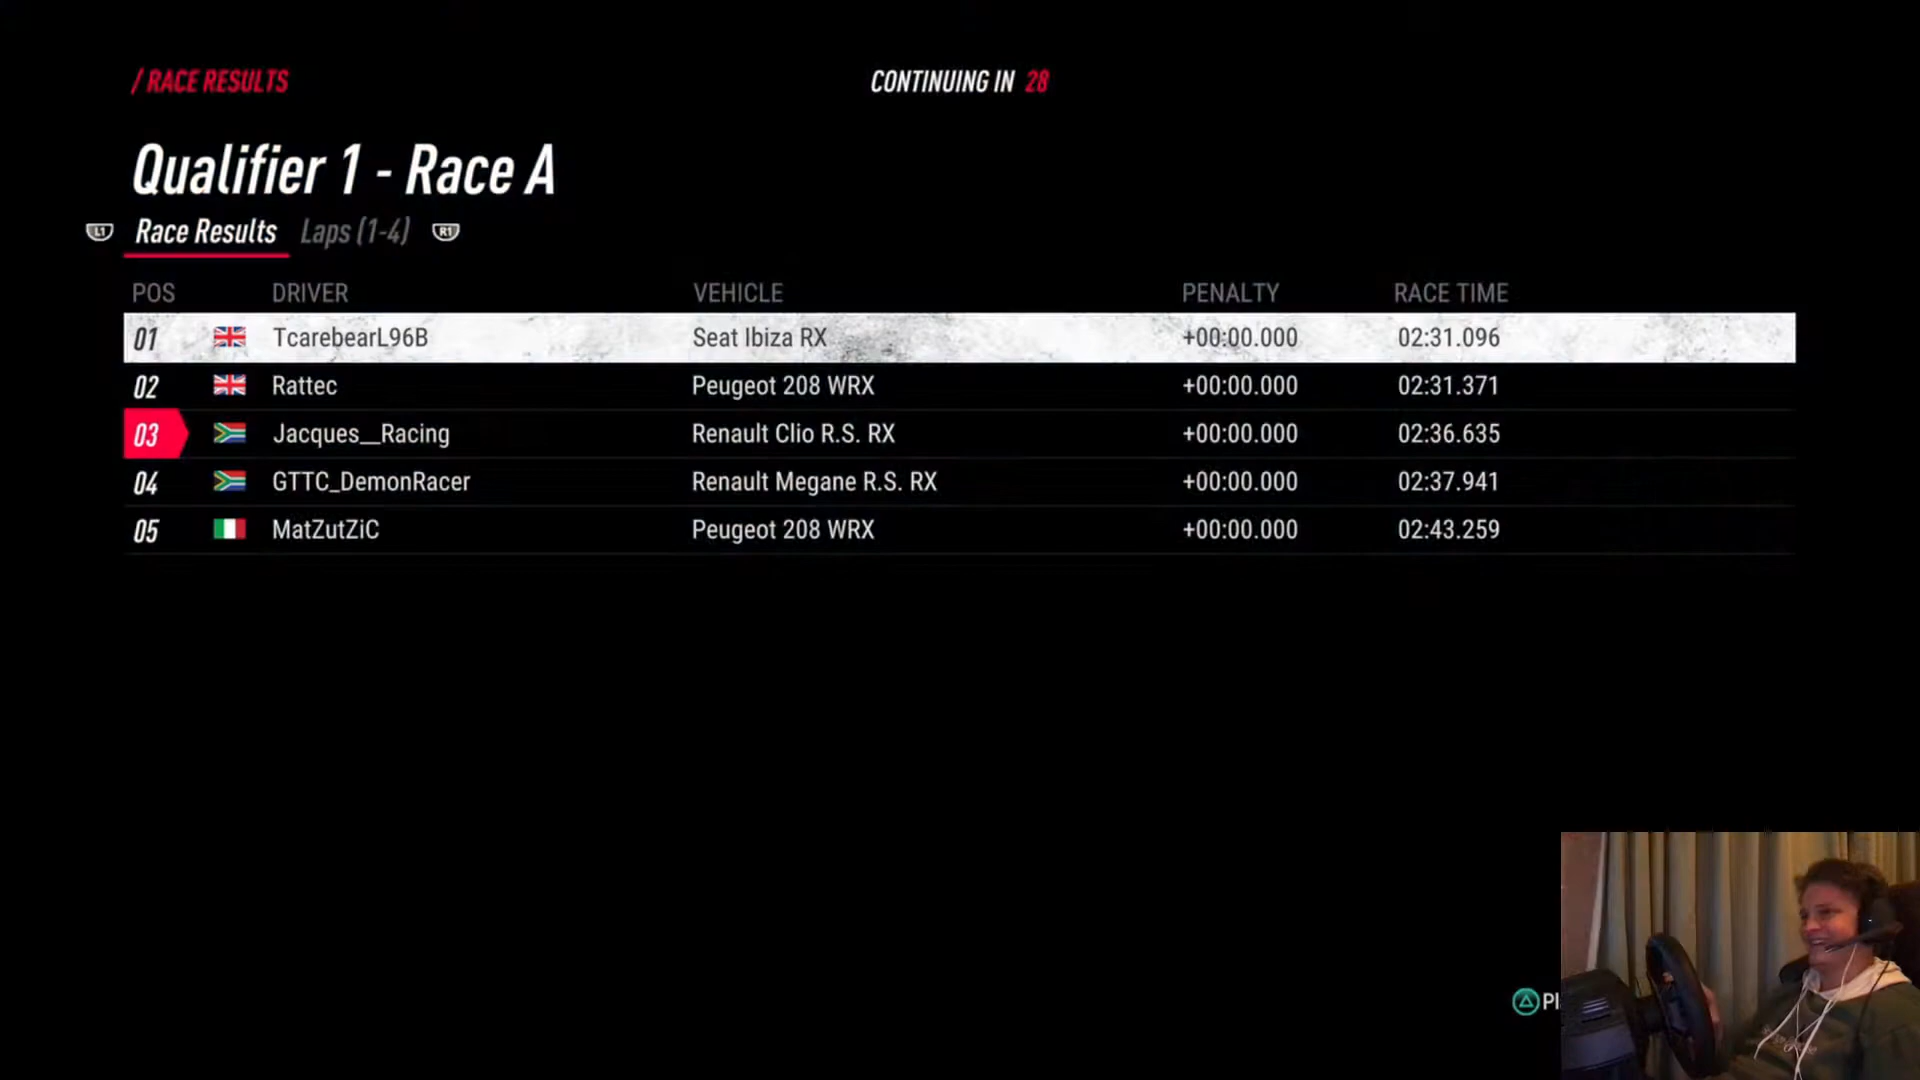 / RACE RESULTS
CONTINUING IN 28
Qualifier 1 - Race A
L1 Race Results Laps (1-4) R1
POS DRIVER VEHICLE PENALTY RACE TIME
01 TcarebearL96B Seat Ibiza RX +00:00.000 02:31.096
02 Rattec Peugeot 208 WRX +00:00.000 02:31.371
03 Jacques__Racing Renault Clio R.S. RX +00:00.000 02:36.635
04 GTTC_DemonRacer Renault Megane R.S. RX +00:00.000 02:37.941
05 MatZutZiC Peugeot 208 WRX +00:00.000 02:43.259